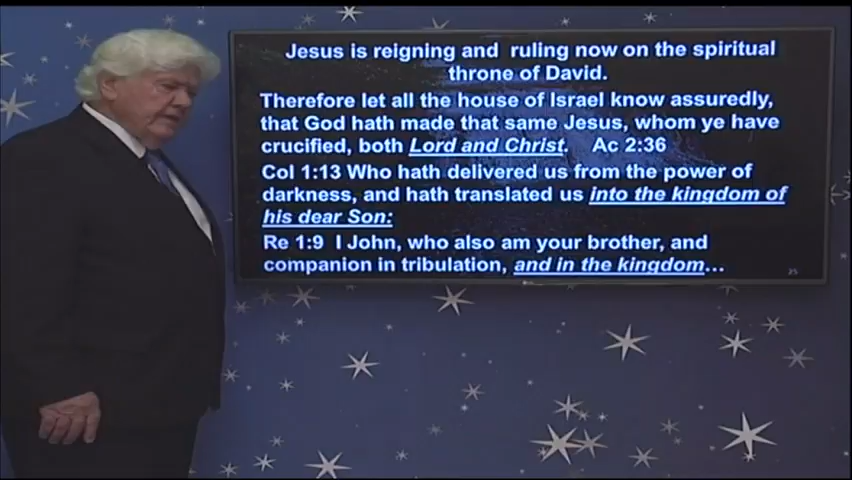 Jesus is reigning and ruling now on the spiritual
throne of David.
Therefore let all the house of Israel know assuredly,
that God hath made that same Jesus, whom ye have
crucified, both Lord and Christ. Ac 2:36
Col 1:13 Who hath delivered us from the power of
darkness, and hath translated us into the kingdom of
his dear Son:
Re 1:9 I John, who also am your brother, and
companion in tribulation, and in the kingdom...
25